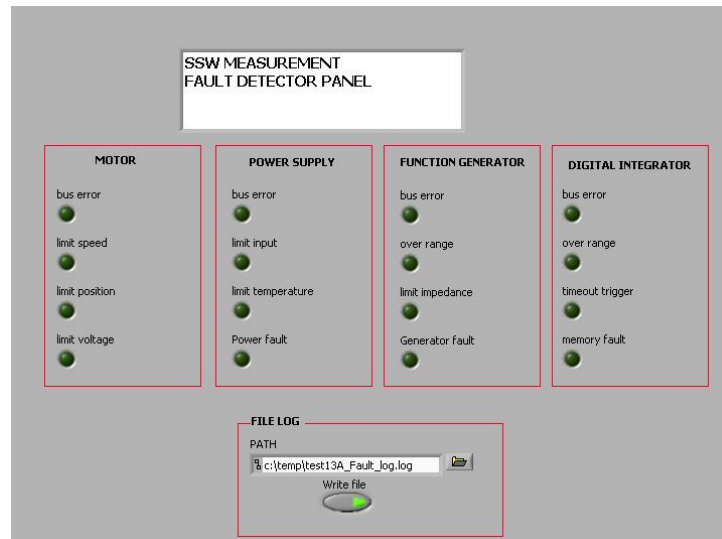 SSW MEASUREMENT
FAULT DETECTOR PANEL
MOTOR
bus error
limit speed
limit position
limit voltage
POWER SUPPLY
bus error
limit input
limit temperature
Power fault
FUNCTION GENERATOR
bus error
over range
limit impedance
Generator fault
DIGITAL INTEGRATOR
bus error
over range
timeout trigger
memory fault
FILE LOG
PATH
c:\temp\test13A_Fault_log.log
Write file